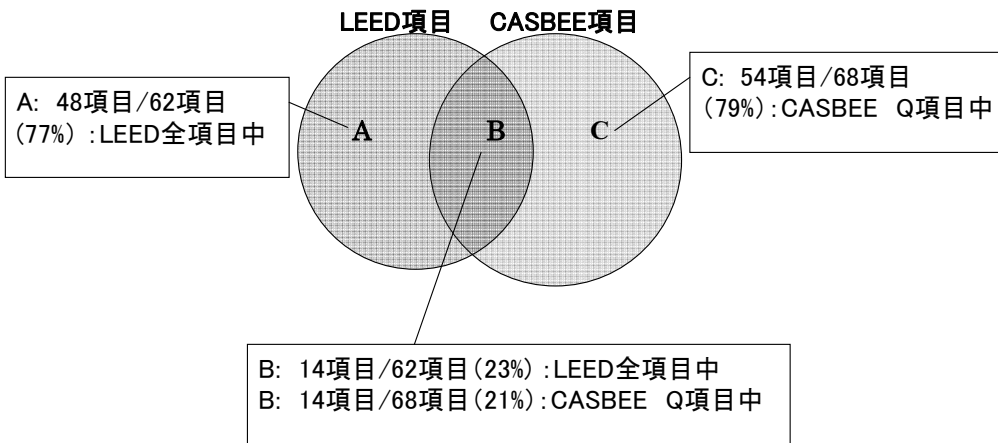 LEED項目 CASBEE項目
A: 48項目/62項目
(77%) :LEED全項目中
C: 54項目/68項目
(79%):CASBEE Q項目中
A B C
B: 14項目/62項目(23%) :LEED全項目中
B: 14項目/68項目(21%) :CASBEE Q項目中